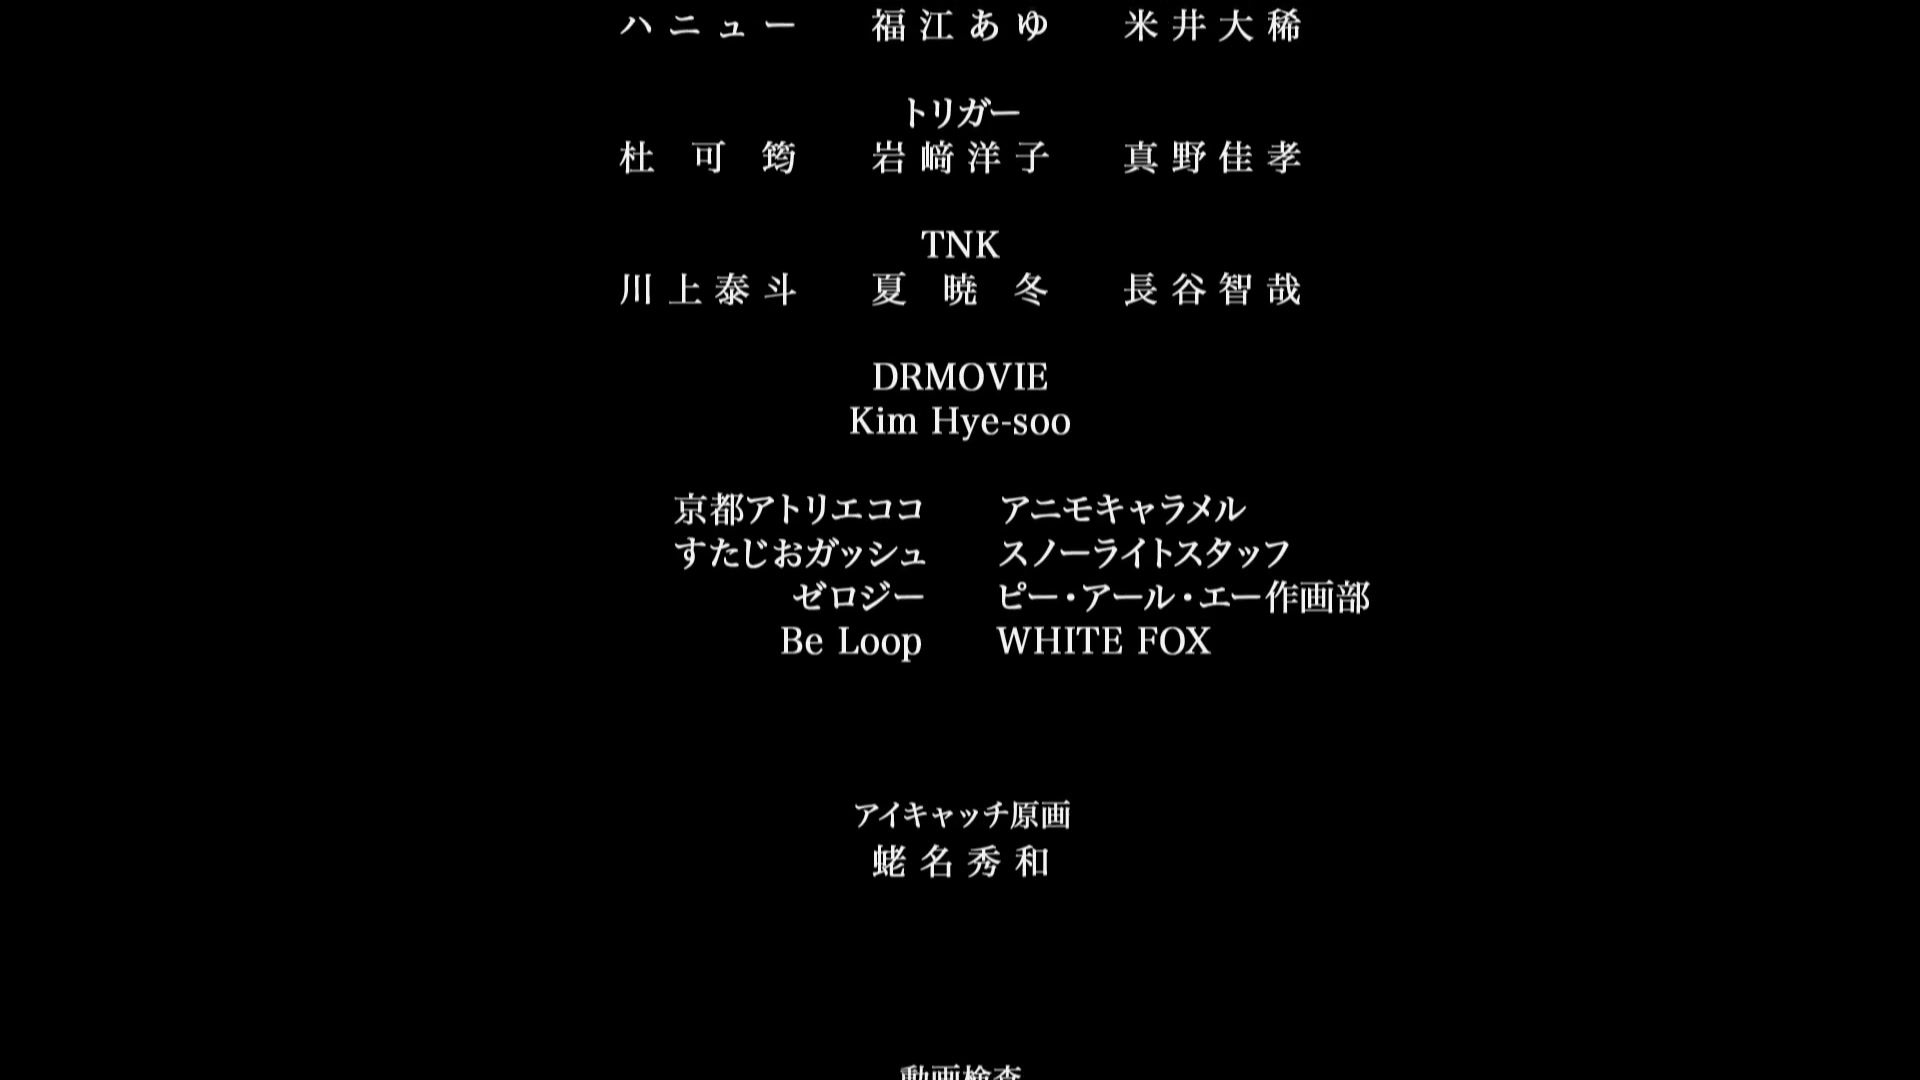 ハニュー 福江あゆ 米井大稀
トリガー
杜可筠 岩﨑洋子 真野佳孝
TNK
川上泰斗 夏暁冬 長谷智哉
DRMOVIE
Kim Hye-soo
京都アトリエココ アニモキャラメル
すたじおガッシュ スノーライトスタッフ
ゼロジー ピー・アール・エー作画部
Be Loop WHITE FOX
アイキャッチ原画
蛯名秀和
動画検査